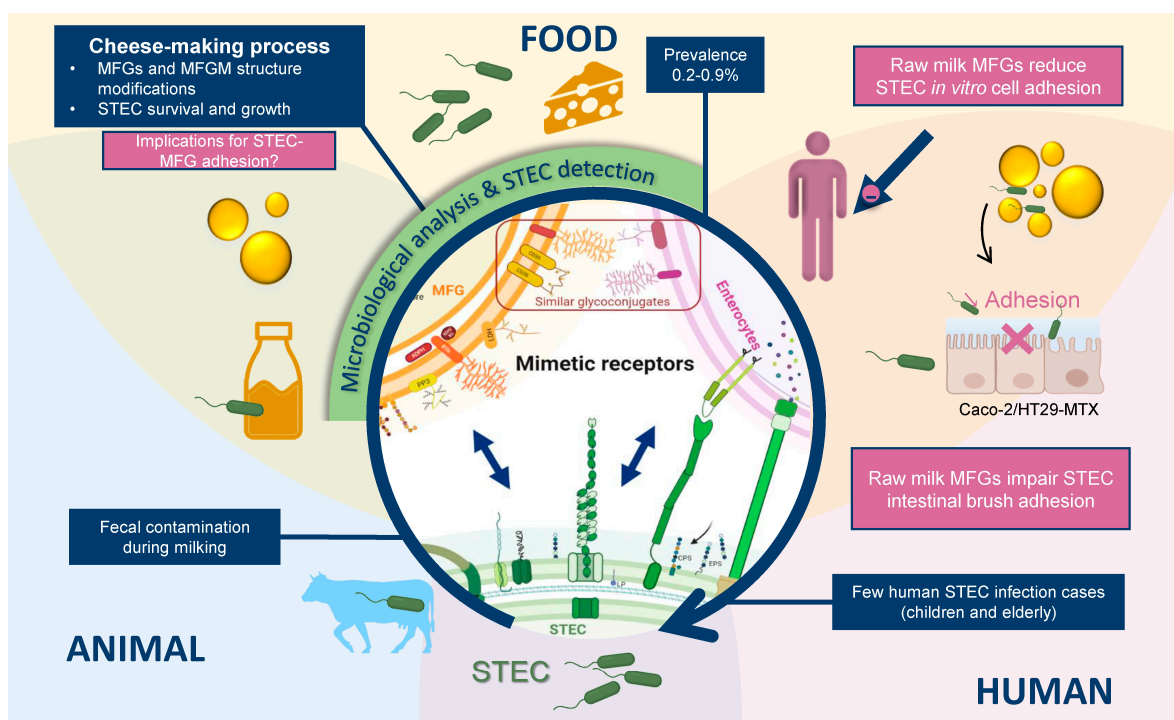 FOOD
Cheese-making process
• MFGs and MFGM structure
modifications
• STEC survival and growth
Implications for STEC-
MFG adhesion?
Prevalence
0.2-0.9%
Raw milk MFGs reduce
STEC in vitro cell adhesion
Microbiological analysis & STEC detection
MFG
Similar glycoconjugates
Enterocytes
PP3
Mimetic receptors
Adhesion
Caco-2/HT29-MTX
Raw milk MFGs impair STEC
intestinal brush adhesion
Fecal contamination
during milking
CPS
EPS
LP
STEC
Few human STEC infection cases
(children and elderly)
ANIMAL
STEC
HUMAN